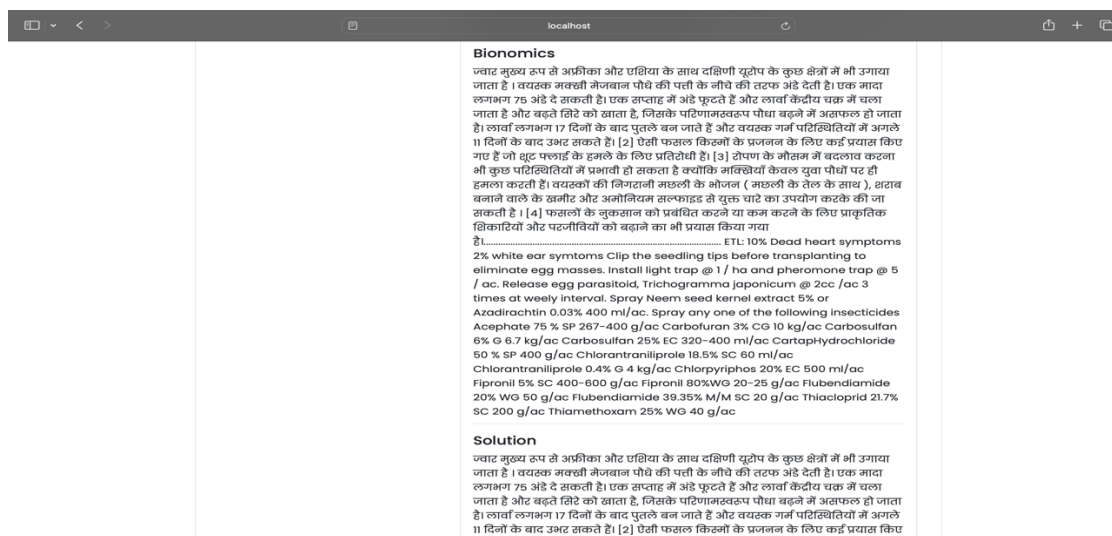 localhost
Bionomics
ज्वार मुख्य रूप से अफ्रीका और एशिया के साथ दक्षिणी यूरोप के कुछ क्षेत्रों में भी उगाया
जाता है । वयस्क मक्खी मेजबान पौधे की पत्ती के नीचे की तरफ अंडे देती है। एक मादा
लगभग 75 अंडे दे सकती है। एक सप्ताह में अंडे फूटते हैं और लार्वा केंद्रीय चक्र में चला
जाता है और बढ़ते सिरे को खाता है, जिसके परिणामस्वरूप पौधा बढ़ने में असफल हो जाता
है। लार्वा लगभग 17 दिनों के बाद पुतले बन जाते हैं और वयस्क गर्म परिस्थितियों में अगले
11 दिनों के बाद उभर सकते हैं। [2] ऐसी फसल किस्मों के प्रजनन के लिए कई प्रयास किए
गए हैं जो शूट फ्लाई के हमले के लिए प्रतिरोधी हैं। [3] रोपण के मौसम में बदलाव करना
भी कुछ परिस्थितियों में प्रभावी हो सकता है क्योंकि मक्खियाँ केवल युवा पौधों पर ही
हमला करती हैं। वयस्कों की निगरानी मछली के भोजन ( मछली के तेल के साथ ), शराब
बनाने वाले के खमीर और अमोनियम सल्फाइड से युक्त चारे का उपयोग करके की जा
सकती है । [4] फसलों के नुकसान को प्रबंधित करने या कम करने के लिए प्राकृतिक
शिकारियों और परजीवियों को बढ़ाने का भी प्रयास किया गया
है।............................................................................... ETL: 10% Dead heart symptoms
2% white ear symtoms Clip the seedling tips before transplanting to
eliminate egg masses. Install light trap @ 1 / ha and pheromone trap @ 5
/ ac. Release egg parasitoid, Trichogramma japonicum @ 2cc /ac 3
times at weely interval. Spray Neem seed kernel extract 5% or
Azadirachtin 0.03% 400 ml/ac. Spray any one of the following insecticides
Acephate 75 % SP 267-400 g/ac Carbofuran 3% CG 10 kg/ac Carbosulfan
6% G 6.7 kg/ac Carbosulfan 25% EC 320-400 ml/ac CartapHydrochloride
50 % SP 400 g/ac Chlorantraniliprole 18.5% SC 60 ml/ac
Chlorantraniliprole 0.4% G 4 kg/ac Chlorpyriphos 20% EC 500 ml/ac
Fipronil 5% SC 400-600 g/ac Fipronil 80%WG 20-25 g/ac Flubendiamide
20% WG 50 g/ac Flubendiamide 39.35% M/M SC 20 g/ac Thiacloprid 21.7%
SC 200 g/ac Thiamethoxam 25% WG 40 g/ac
Solution
ज्वार मुख्य रूप से अफ्रीका और एशिया के साथ दक्षिणी यूरोप के कुछ क्षेत्रों में भी उगाया
जाता है । वयस्क मक्खी मेजबान पौधे की पत्ती के नीचे की तरफ अंडे देती है। एक मादा
लगभग 75 अंडे दे सकती है। एक सप्ताह में अंडे फूटते हैं और लार्वा केंद्रीय चक्र में चला
जाता है और बढ़ते सिरे को खाता है, जिसके परिणामस्वरूप पौधा बढ़ने में असफल हो जाता
है। लार्वा लगभग 17 दिनों के बाद पुतले बन जाते हैं और वयस्क गर्म परिस्थितियों में अगले
11 दिनों के बाद उभर सकते हैं। [2] ऐसी फसल किस्मों के प्रजनन के लिए कई प्रयास किए